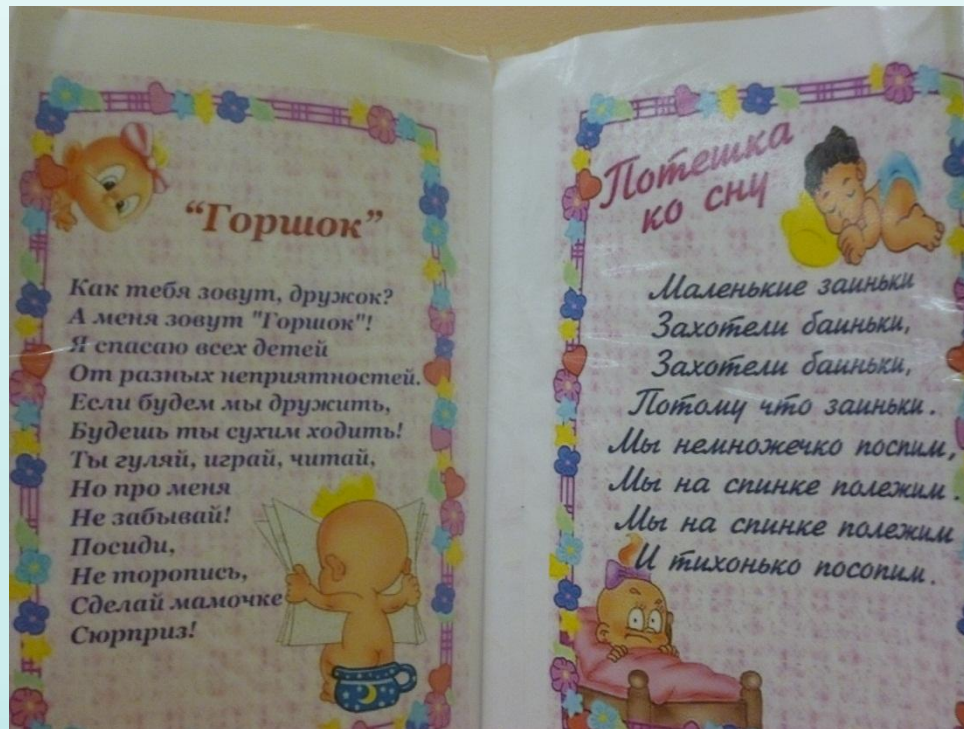 “Горшок”
Как тебя зовут, дружок?
А меня зовут "Горшок"!
Я спасаю всех детей
От разных неприятностей.
Если будем мы дружить,
Будешь ты сухим ходить!
Ты гуляй, играй, читай,
Но про меня
Не забывай!
Посиди,
Не торопись,
Сделай мамочке
Сюрприз!
Потешка
ко сну
Маленькие заиньки
Захотели баиньки,
Захотели баиньки,
Потому что заиньки.
Мы немножечко поспим,
Мы на спинке полежим.
Мы на спинке полежим
И тихонько посопим.